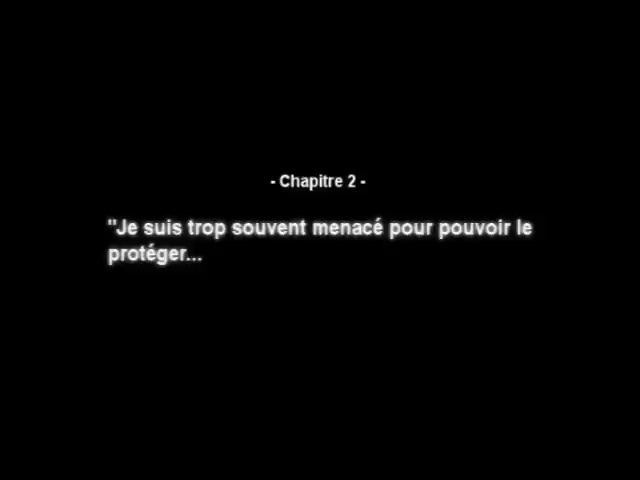 - Chapitre 2 -
"Je suis trop souvent menacé pour pouvoir le
protéger...